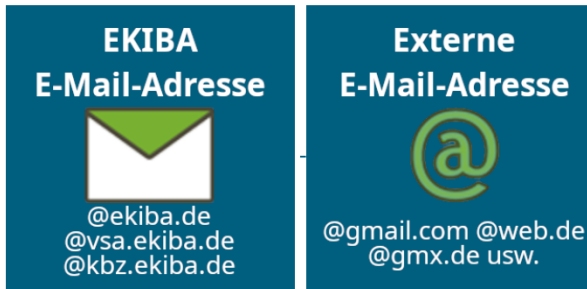 EKIBA
E-Mail-Adresse
@ekiba.de
@vsa.ekiba.de
@kbz.ekiba.de
Externe
E-Mail-Adresse
@
@gmail.com @web.de
@gmx.de usw.